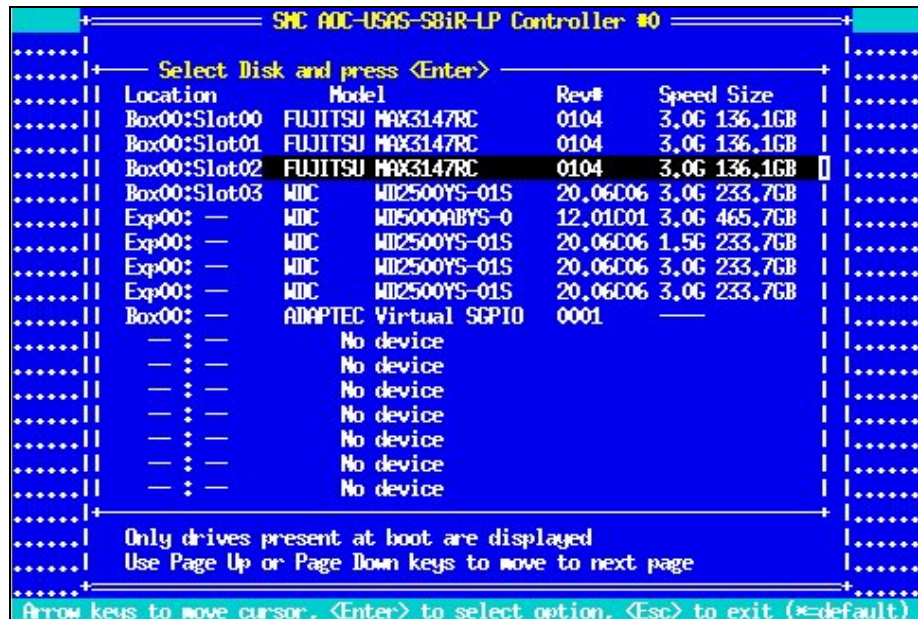 SMC AOC-USAS-S8iR-LP Controller #0
Select Disk and press <Enter>
Location Model Rev# Speed Size
Box00:Slot00 FUJITSU MAX3147RC 0104 3.0G 136.1GB
Box00:Slot01 FUJITSU MAX3147RC 0104 3.0G 136.1GB
Box00:Slot02 FUJITSU MAX3147RC 0104 3.0G 136.1GB
Box00:Slot03 WDC WD2500YS-01S 20.06C06 3.0G 233.7GB
Exp00: — WDC WD5000ABYS-0 12.01C01 3.0G 465.7GB
Exp00: — WDC WD2500YS-01S 20.06C06 1.5G 233.7GB
Exp00: — WDC WD2500YS-01S 20.06C06 3.0G 233.7GB
Exp00: — WDC WD2500YS-01S 20.06C06 3.0G 233.7GB
Box00: — ADAPTEC Virtual SGPIO 0001 ——
— : — No device
— : — No device
— : — No device
— : — No device
— : — No device
— : — No device
— : — No device
Only drives present at boot are displayed
Use Page Up or Page Down keys to move to next page
Arrow keys to move cursor, <Enter> to select option, <Esc> to exit (*=default)